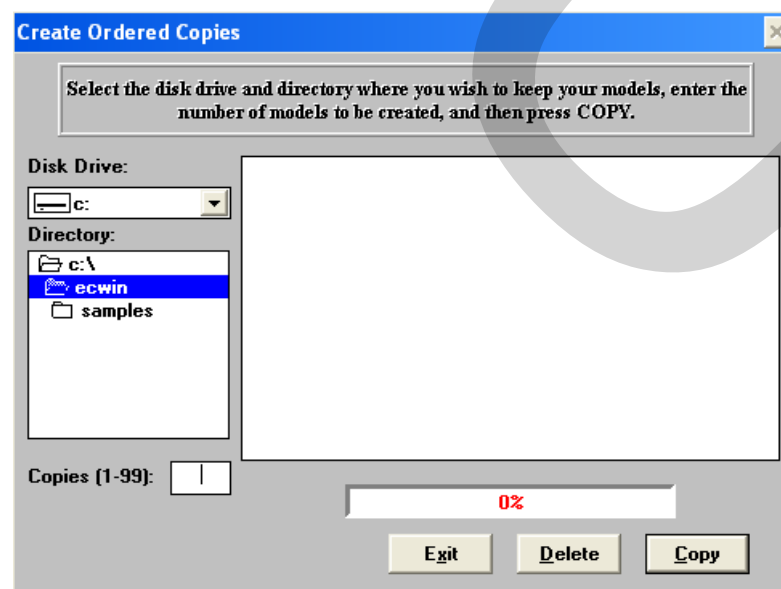 Create Ordered Copies
Select the disk drive and directory where you wish to keep your models, enter the
number of models to be created, and then press COPY.
Disk Drive:
c:
Directory:
c:\
ecwin
samples
Copies (1-99):
0%
Exit
Delete
Copy